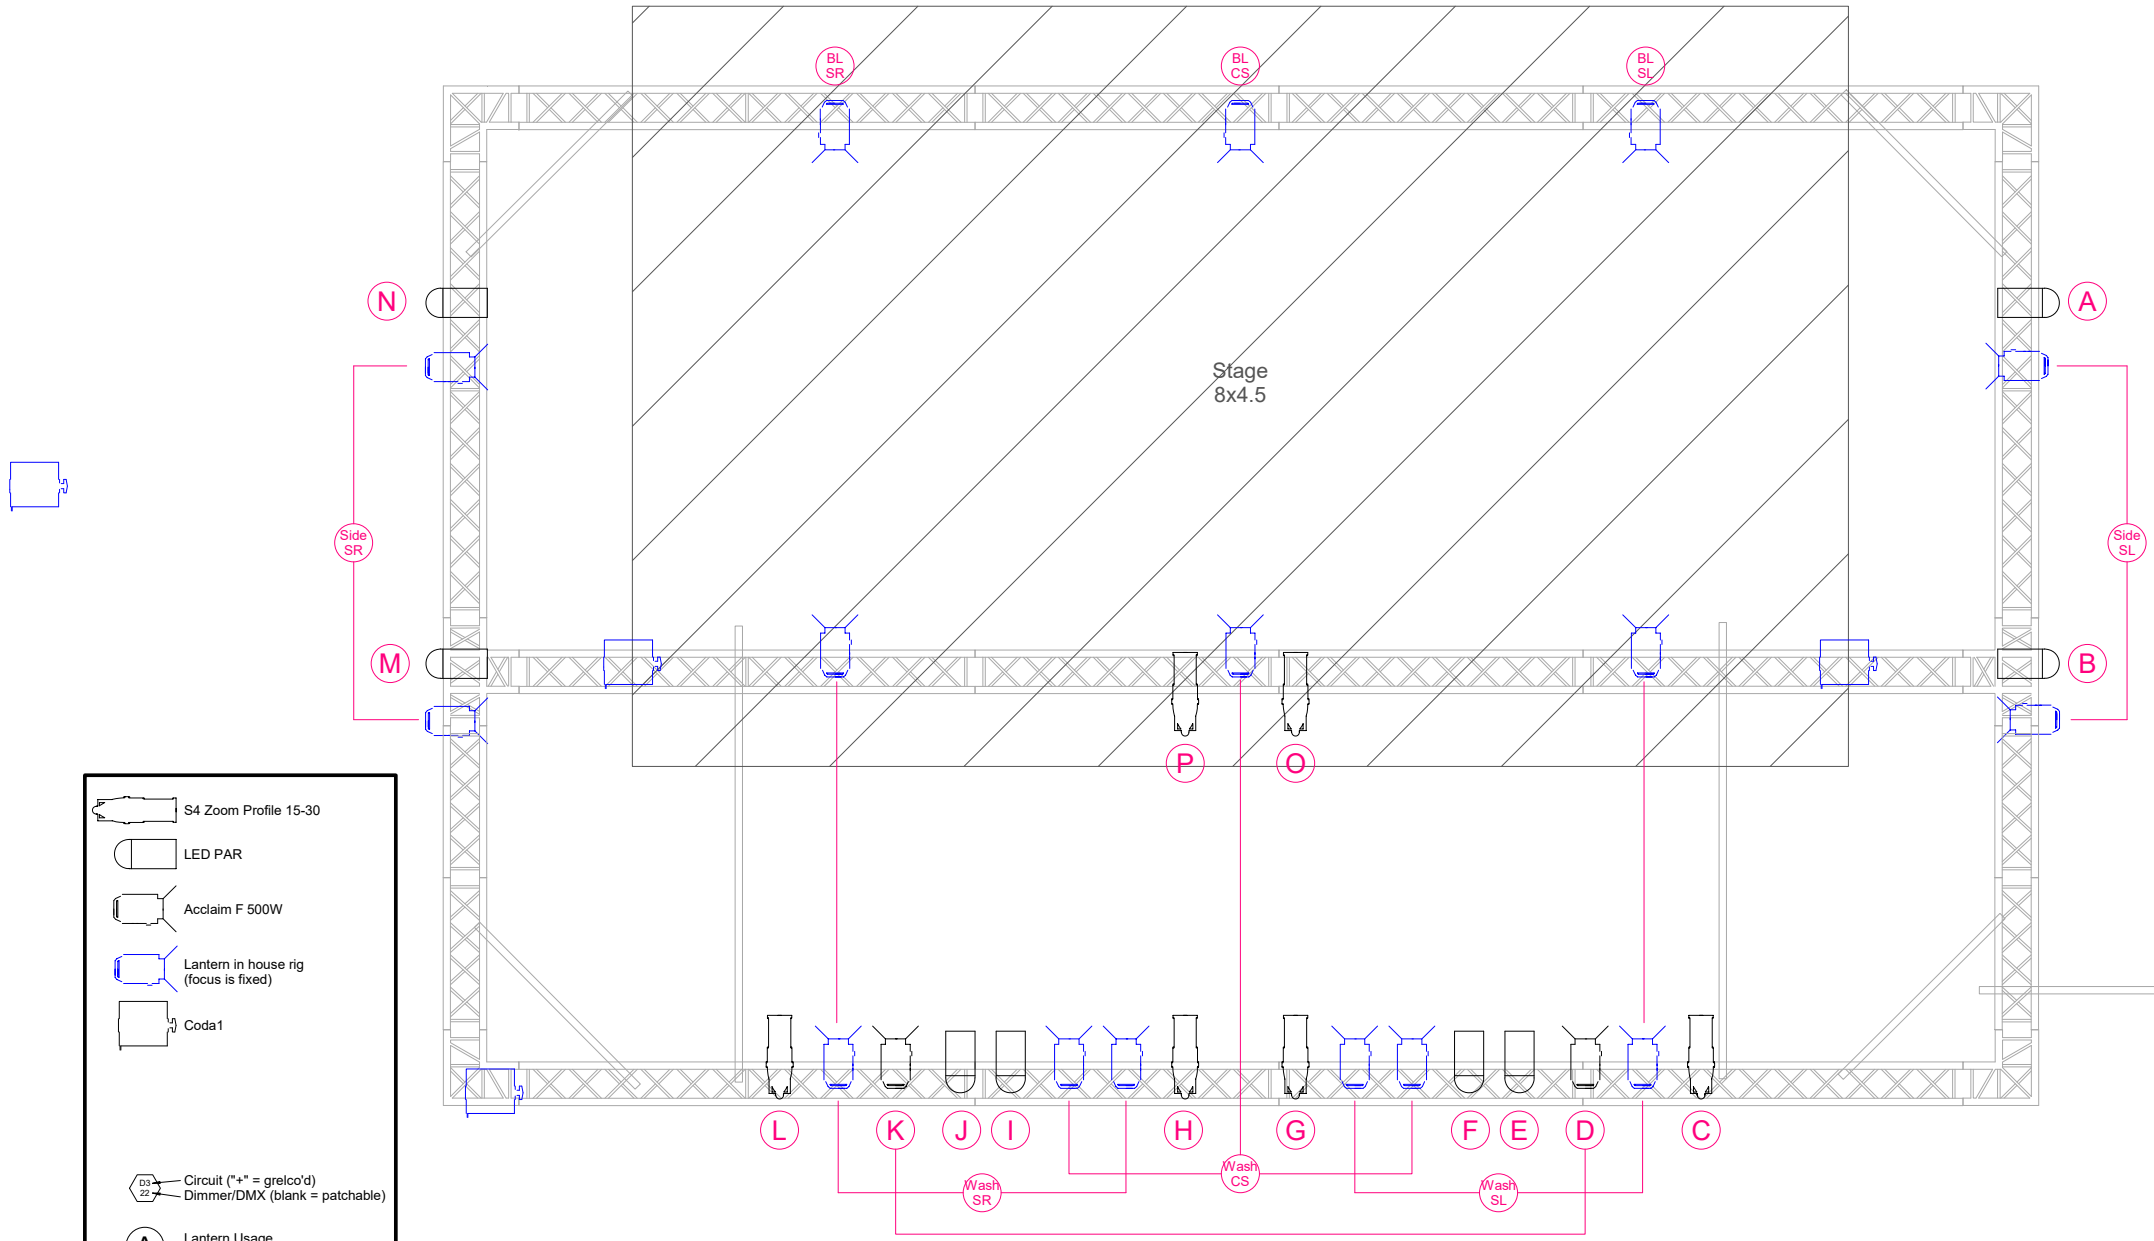 BL
SR
BL
CS
BL
SL
N
A
Stage
8x4.5
Side
SR
Side
SL
M
B
P
O
S4 Zoom Profile 15-30
LED PAR
Acclaim F 500W
Lantern in house rig
(focus is fixed)
Coda1
L
K
J
I
H
G
F
E
D
C
Wash
SR
Wash
CS
Wash
SL
D3
22
Circuit ("+" = grelco'd)
Dimmer/DMX (blank = patchable)
A
Lantern Usage